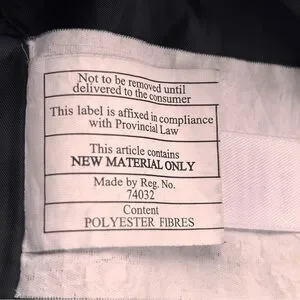 Not to be removed until
delivered to the consumer
This label is affixed in compliance
with Provincial Law
This article contains
NEW MATERIAL ONLY
Made by Reg. No.
74032
Content
POLYESTER FIBRES